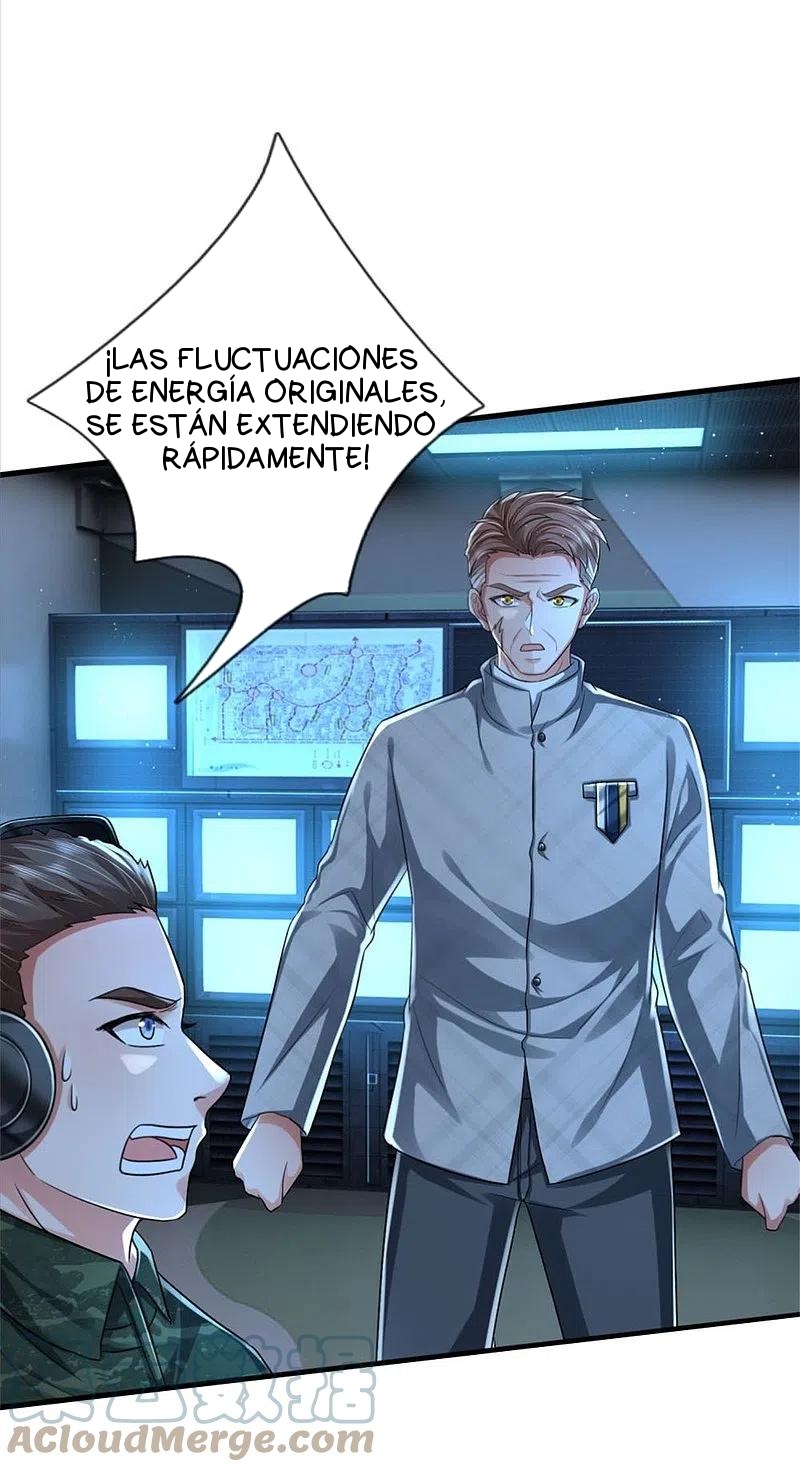 ¡LAS FLUCTUACIONES
DE ENERGÍA ORIGINALES,
SE ESTÁN EXTENDIENDO
RÁPIDAMENTE!
ACloudMerge.com